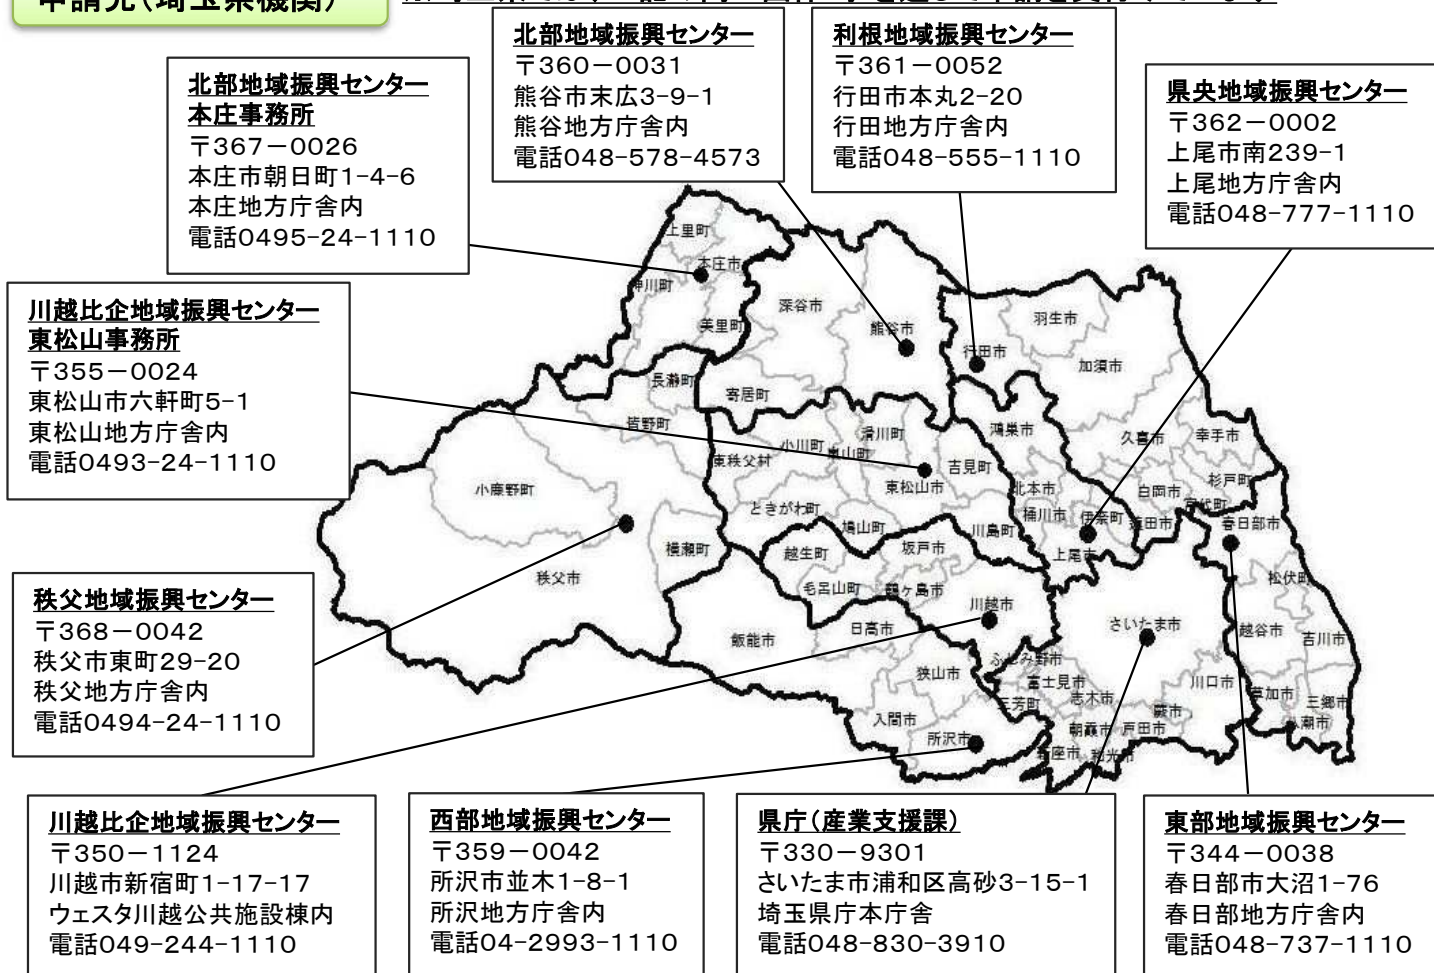 申請先(埼玉県機関)
北部地域振興センター
〒360-0031
熊谷市末広3-9-1
熊谷地方庁舎内
電話048-578-4573
利根地域振興センター
〒361-0052
行田市本丸2-20
行田地方庁舎内
電話048-555-1110
北部地域振興センター
本庄事務所
〒367-0026
本庄市朝日町1-4-6
本庄地方庁舎内
電話0495-24-1110
県央地域振興センター
〒362-0002
上尾市南239-1
上尾地方庁舎内
電話048-777-1110
川越比企地域振興センター
東松山事務所
〒355-0024
東松山市六軒町5-1
東松山地方庁舎内
電話0493-24-1110
秩父地域振興センター
〒368-0042
秩父市東町29-20
秩父地方庁舎内
電話0494-24-1110
上里町
本庄市
神川町
美里町
深谷市
熊谷市
寄居町
長瀞町
皆野町
小鹿野町
秩父市
横瀬町
東秩父村
小川町
嵐山町
滑川町
東松山市
吉見町
ときがわ町
鳩山町
川島町
行田市
羽生市
加須市
鴻巣市
久喜市
幸手市
北本市
桶川市
伊奈町
上尾市
白岡市
蓮田市
宮代町
杉戸町
春日部市
松伏町
越谷市
吉川市
草加市
三郷市
八潮市
越生町
毛呂山町
坂戸市
鶴ヶ島市
川越市
飯能市
日高市
狭山市
入間市
所沢市
さいたま市
ふじみ野市
富士見市
三芳町
志木市
朝霞市
新座市
和光市
戸田市
蕨市
川口市
川越比企地域振興センター
〒350-1124
川越市新宿町1-17-17
ウェスタ川越公共施設棟内
電話049-244-1110
西部地域振興センター
〒359-0042
所沢市並木1-8-1
所沢地方庁舎内
電話04-2993-1110
県庁(産業支援課)
〒330-9301
さいたま市浦和区高砂3-15-1
埼玉県庁本庁舎
電話048-830-3910
東部地域振興センター
〒344-0038
春日部市大沼1-76
春日部地方庁舎内
電話048-737-1110